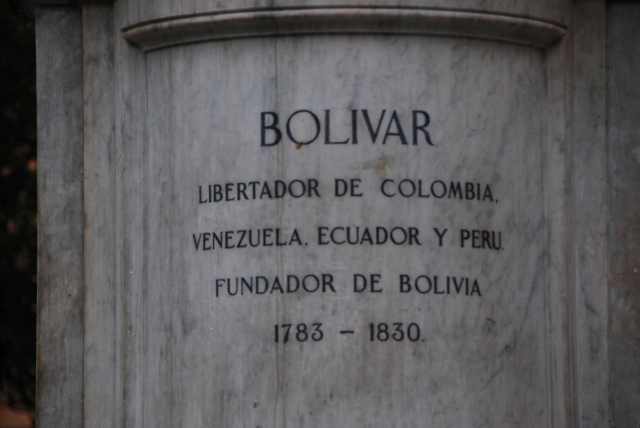 BOLIVAR
LIBERTADOR DE COLOMBIA,
VENEZUELA. ECUADOR Y PERU.
FUNDADOR DE BOLIVIA
1783 - 1830.